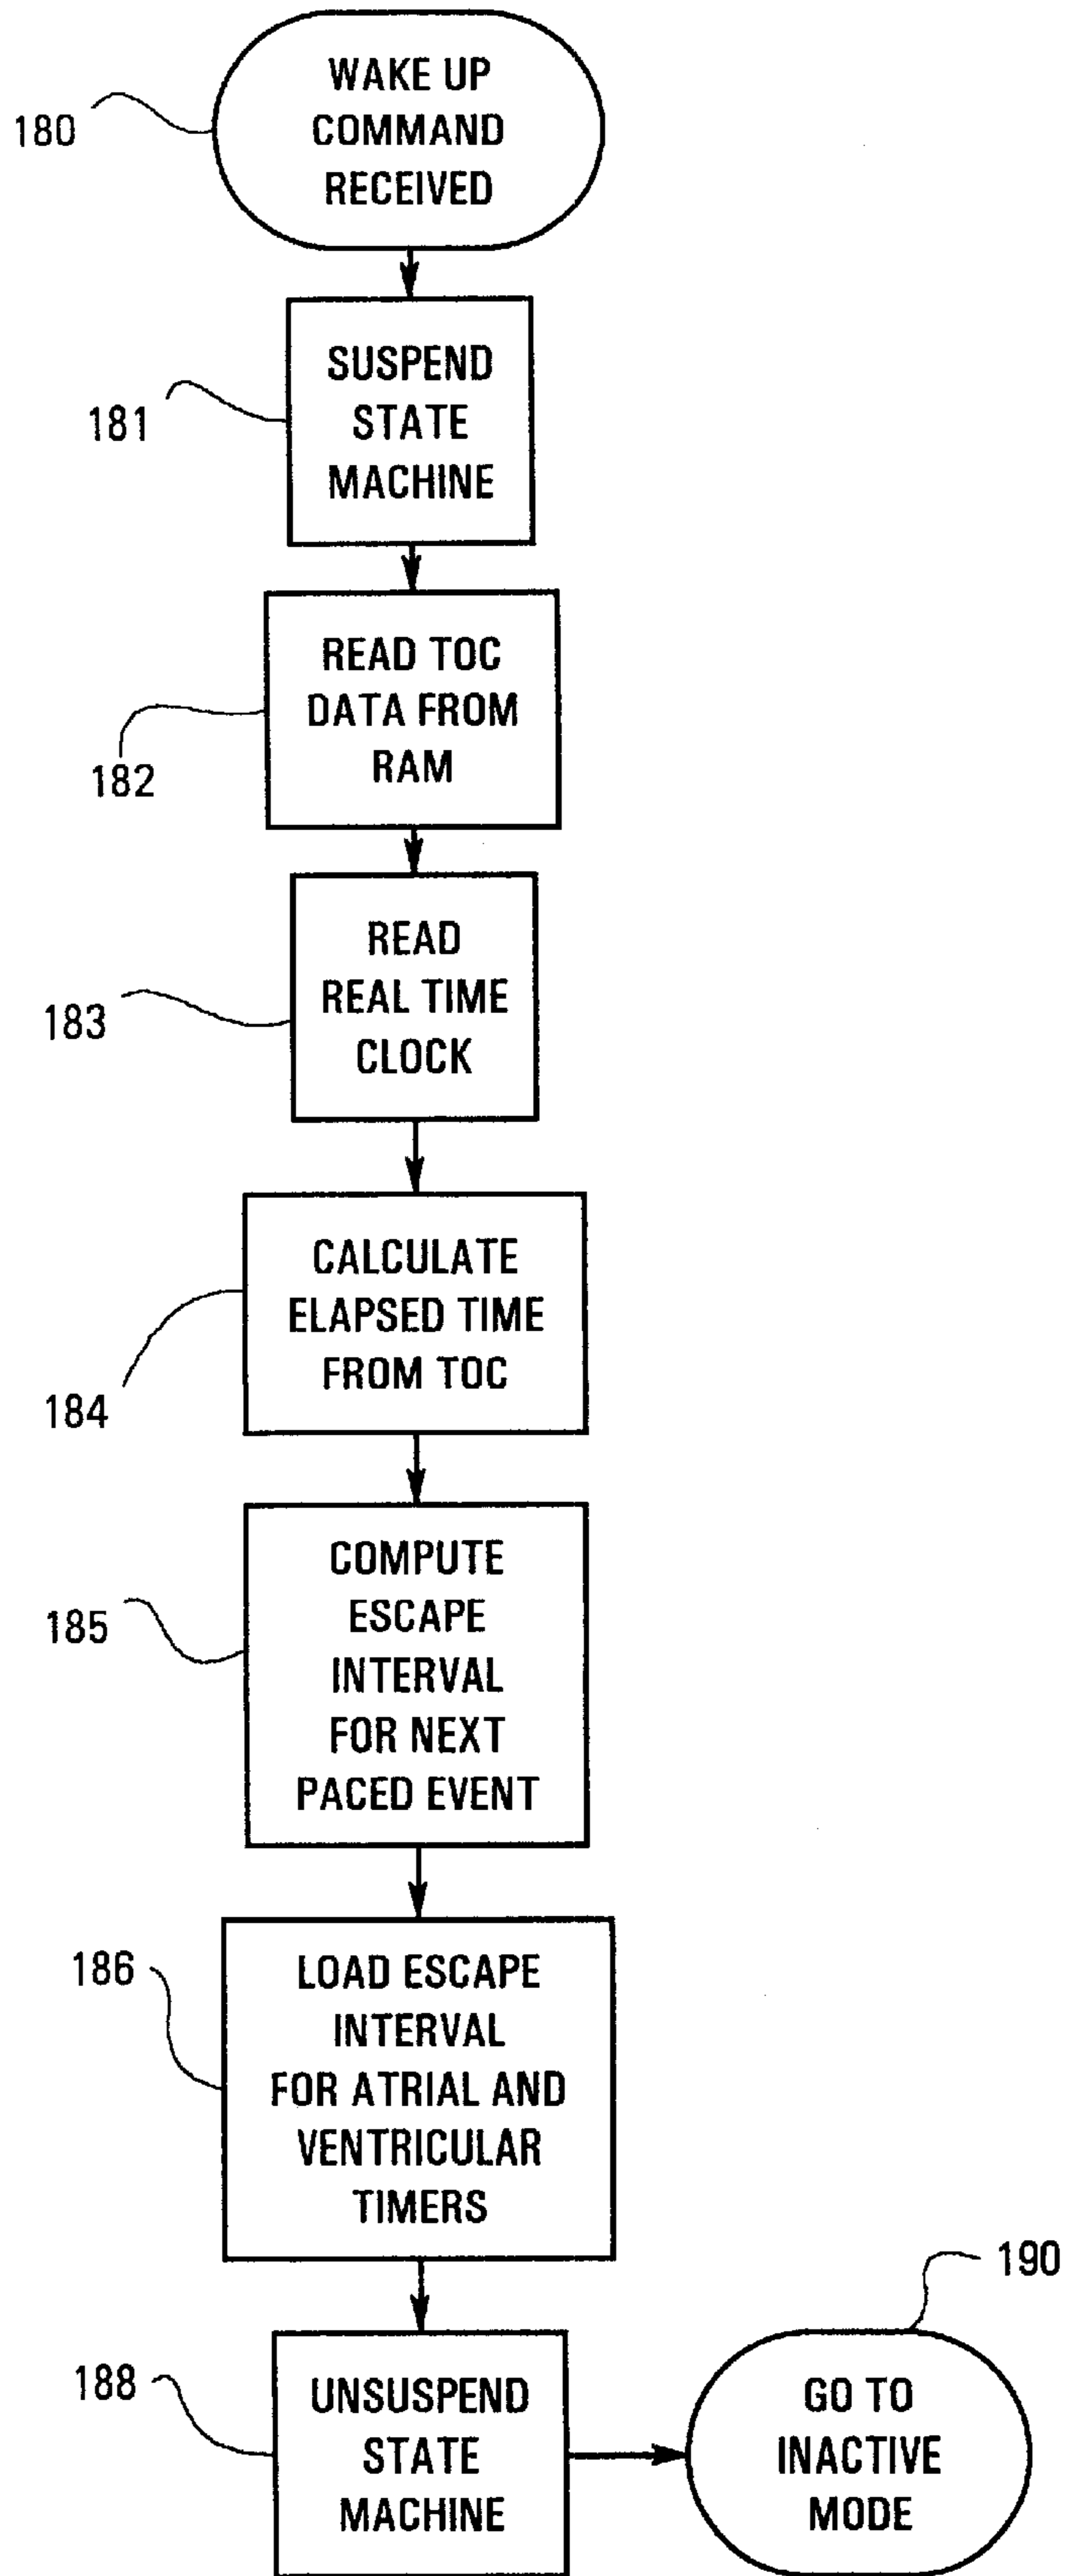 WAKE UP
COMMAND
RECEIVED
180
SUSPEND
STATE
MACHINE
181
READ TOC
DATA FROM
RAM
182
READ
REAL TIME
CLOCK
183
CALCULATE
ELAPSED TIME
FROM TOC
184
COMPUTE
ESCAPE
INTERVAL
FOR NEXT
PACED EVENT
185
LOAD ESCAPE
INTERVAL
FOR ATRIAL AND
VENTRICULAR
TIMERS
186
UNSUSPEND
STATE
MACHINE
188
GO TO
INACTIVE
MODE
190